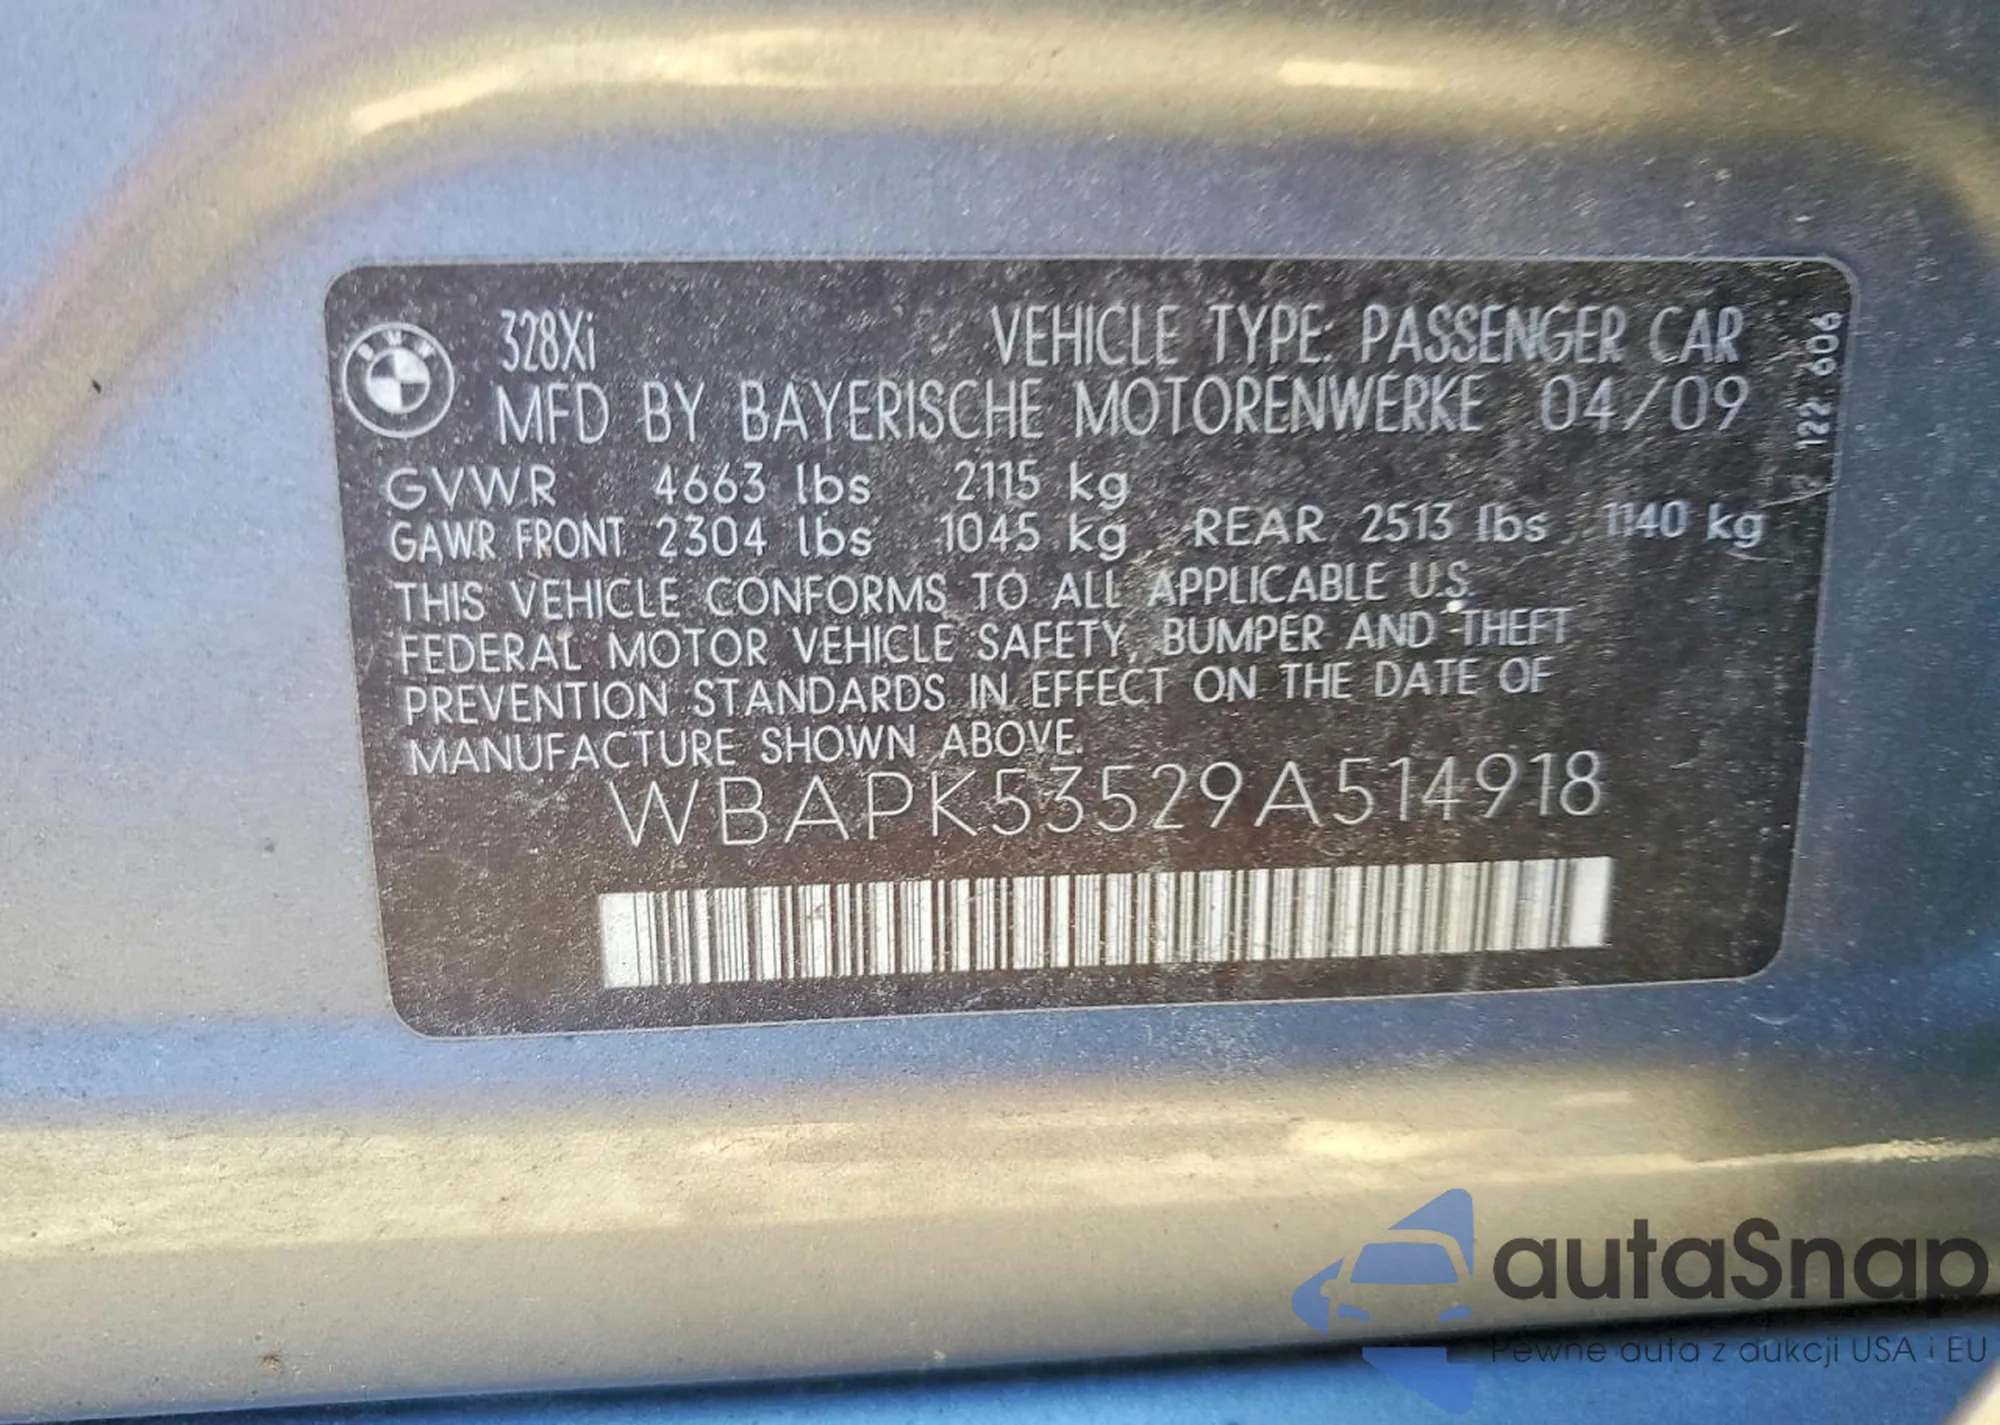 BMW
328Xi VEHICLE TYPE: PASSENGER CAR
MFD BY BAYERISCHE MOTORENWERKE 04/09
GVWR 4663 lbs 2115 kg
GAWR FRONT 2304 lbs 1045 kg REAR 2513 lbs 1140 kg
THIS VEHICLE CONFORMS TO ALL APPLICABLE U.S.
FEDERAL MOTOR VEHICLE SAFETY, BUMPER AND THEFT
PREVENTION STANDARDS IN EFFECT ON THE DATE OF
MANUFACTURE SHOWN ABOVE.
WBAPK53529A514918
2 122 606
autaSnap
Pewne auta z aukcji USA i EU